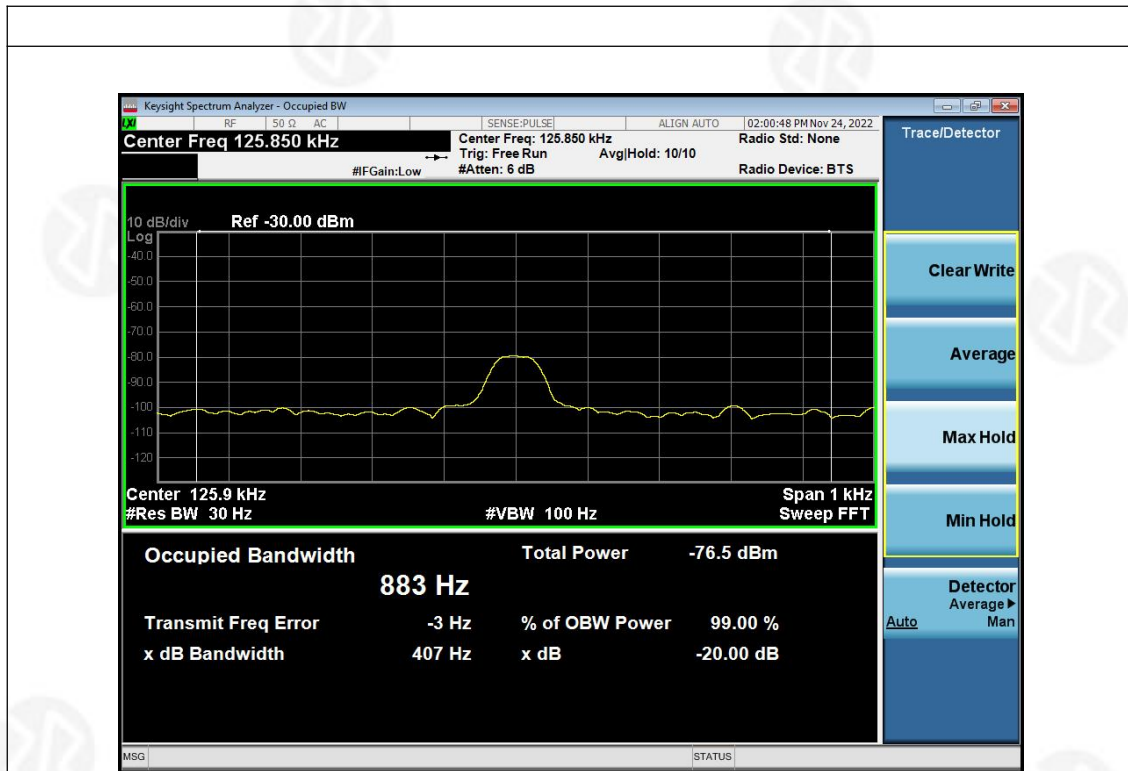 Keysight Spectrum Analyzer - Occupied BW
LXI RF 50 Ω AC SENSE:PULSE ALIGN AUTO 02:00:48 PM Nov 24, 2022
Center Freq 125.850 kHz
Center Freq: 125.850 kHz Radio Std: None
Trig: Free Run Avg|Hold: 10/10
#IFGain:Low #Atten: 6 dB Radio Device: BTS
Trace/Detector
10 dB/div Ref -30.00 dBm
Log
-40.0
-50.0
-60.0
-70.0
-80.0
-90.0
-100
-110
-120
Center 125.9 kHz Span 1 kHz
#Res BW 30 Hz #VBW 100 Hz Sweep FFT
Occupied Bandwidth Total Power -76.5 dBm
883 Hz
Transmit Freq Error -3 Hz % of OBW Power 99.00 %
x dB Bandwidth 407 Hz x dB -20.00 dB
Clear Write
Average
Max Hold
Min Hold
Detector
Average
Auto Man
MSG STATUS